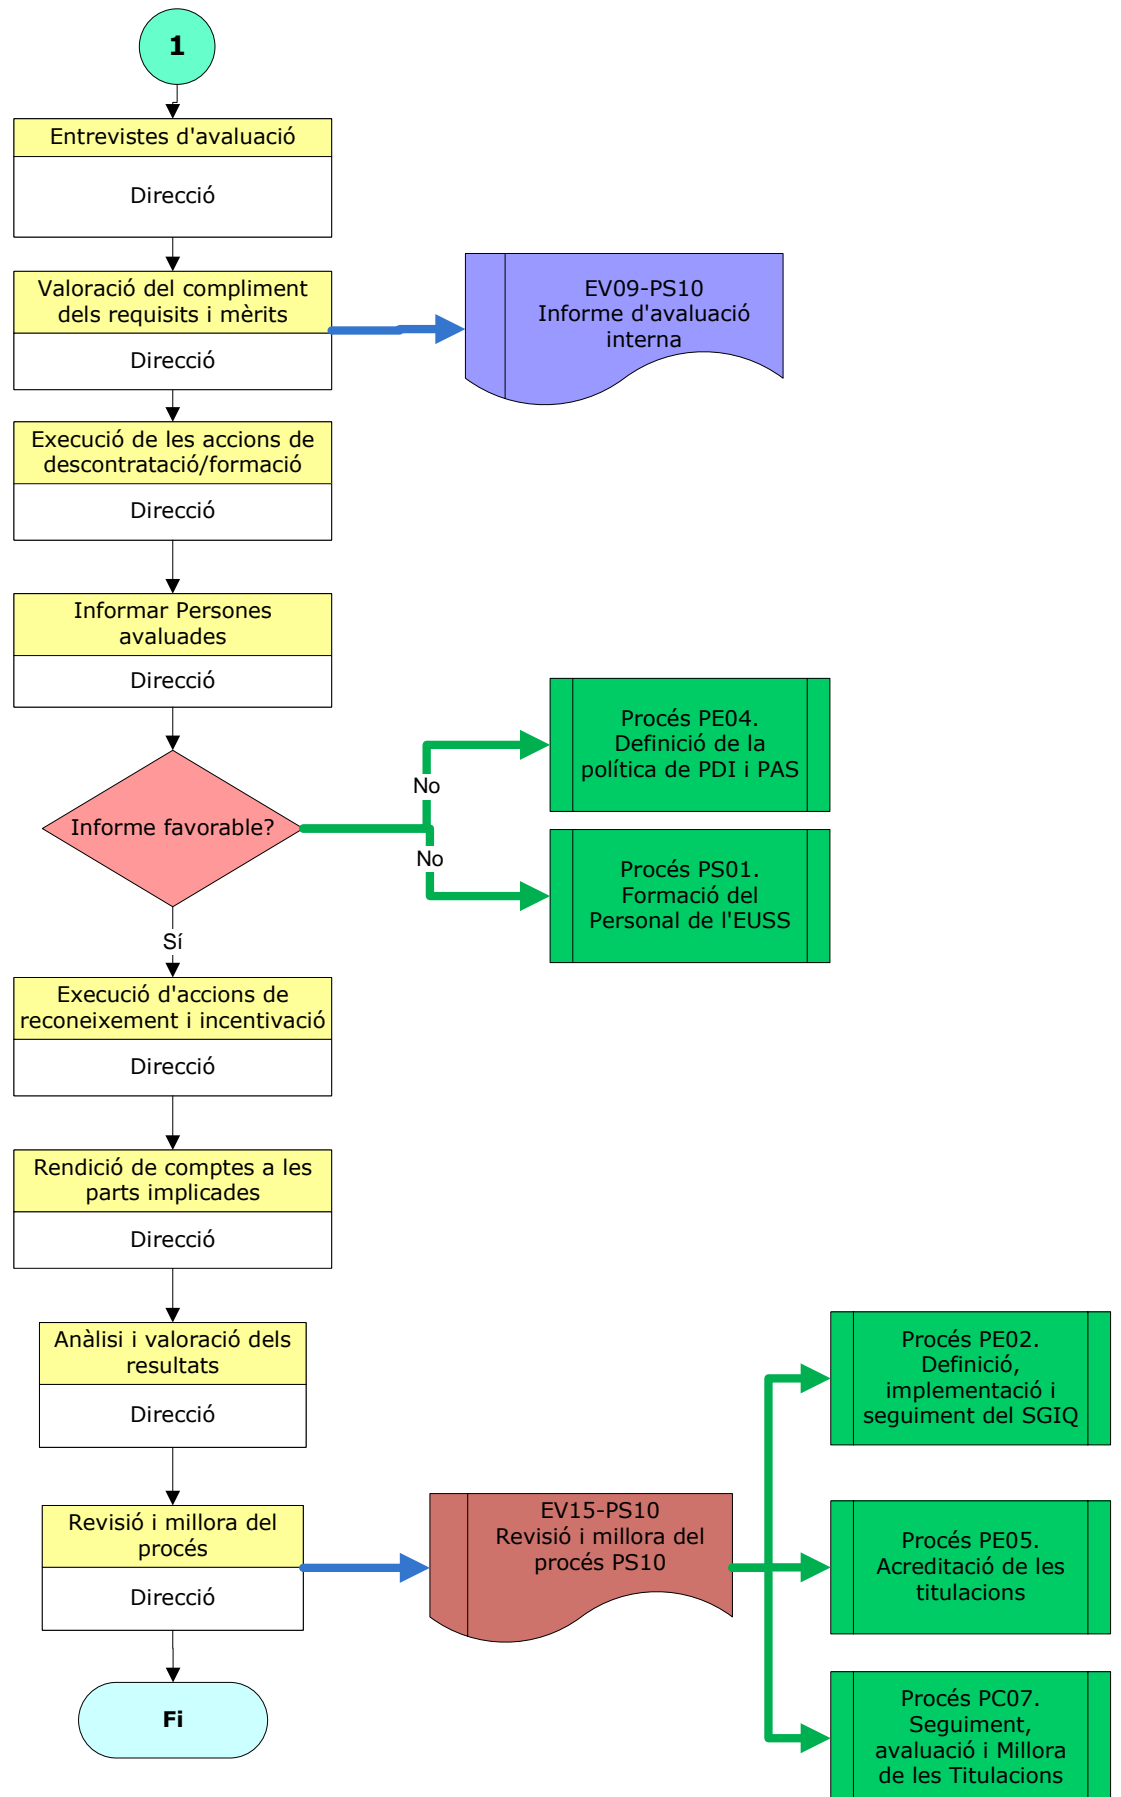 1
Entrevistes d'avaluació
Direcció
Valoració del compliment
dels requisits i mèrits
Direcció
EV09-PS10
Informe d'avaluació
interna
Execució de les accions de
descontratació/formació
Direcció
Informar Persones
avaluades
Direcció
Informe favorable?
No
No
Procés PE04.
Definició de la
política de PDI i PAS
Procés PS01.
Formació del
Personal de l'EUSS
Sí
Execució d'accions de
reconeixement i incentivació
Direcció
Rendició de comptes a les
parts implicades
Direcció
Anàlisi i valoració dels
resultats
Direcció
Revisió i millora del
procés
Direcció
EV15-PS10
Revisió i millora del
procés PS10
Procés PE02.
Definició,
implementació i
seguiment del SGIQ
Procés PE05.
Acreditació de les
titulacions
Procés PC07.
Seguiment,
avaluació i Millora
de les Titulacions
Fi